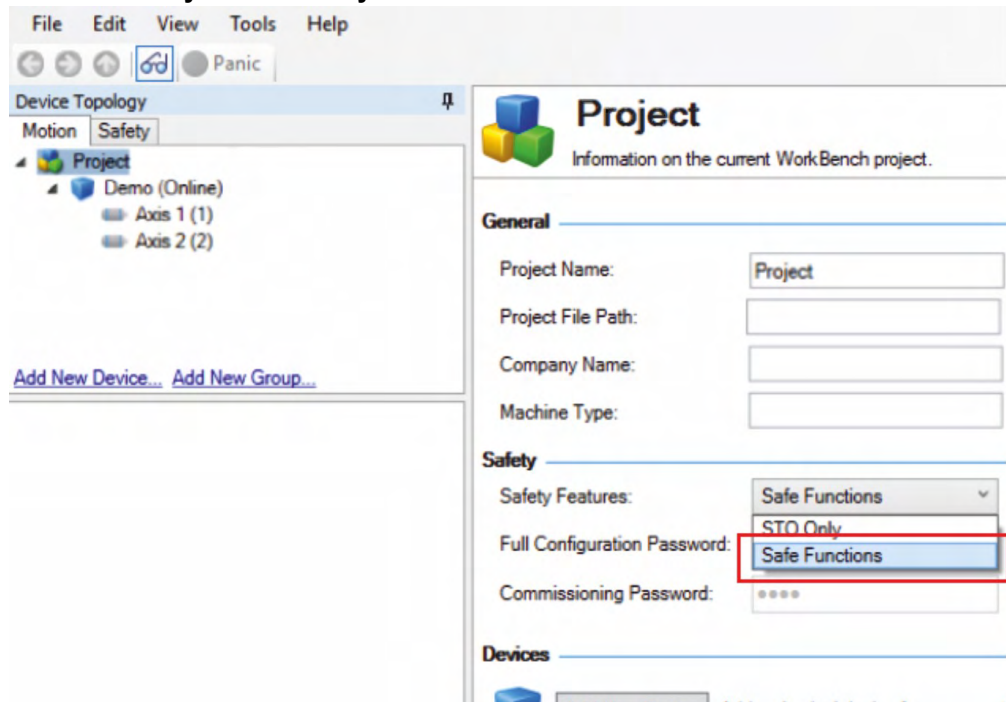 File Edit View Tools Help
Panic
Device Topology
Motion Safety
Project
Demo (Online)
Axis 1 (1)
Axis 2 (2)
Add New Device... Add New Group...
Project
Information on the current WorkBench project.
General
Project Name: Project
Project File Path:
Company Name:
Machine Type:
Safety
Safety Features: Safe Functions
STO Only
Full Configuration Password:
Safe Functions
Commissioning Password: ••••
Devices